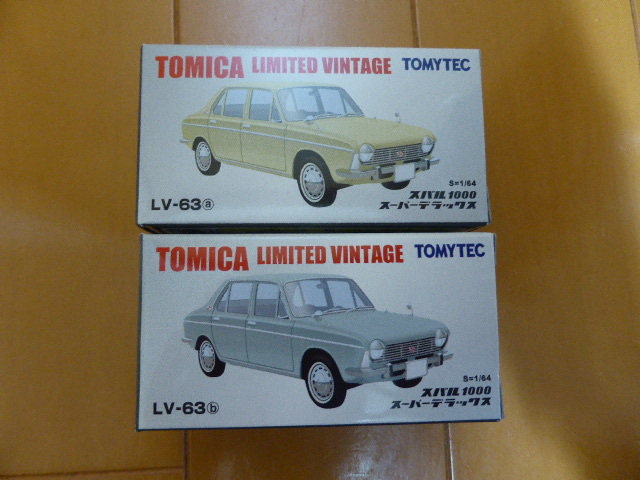 TOMICA LIMITED VINTAGE TOMYTEC
S=1/64
LV-63ⓐ スバル1000
スーパーデラックス
TOMICA LIMITED VINTAGE TOMYTEC
S=1/64
LV-63ⓑ スバル1000
スーパーデラックス